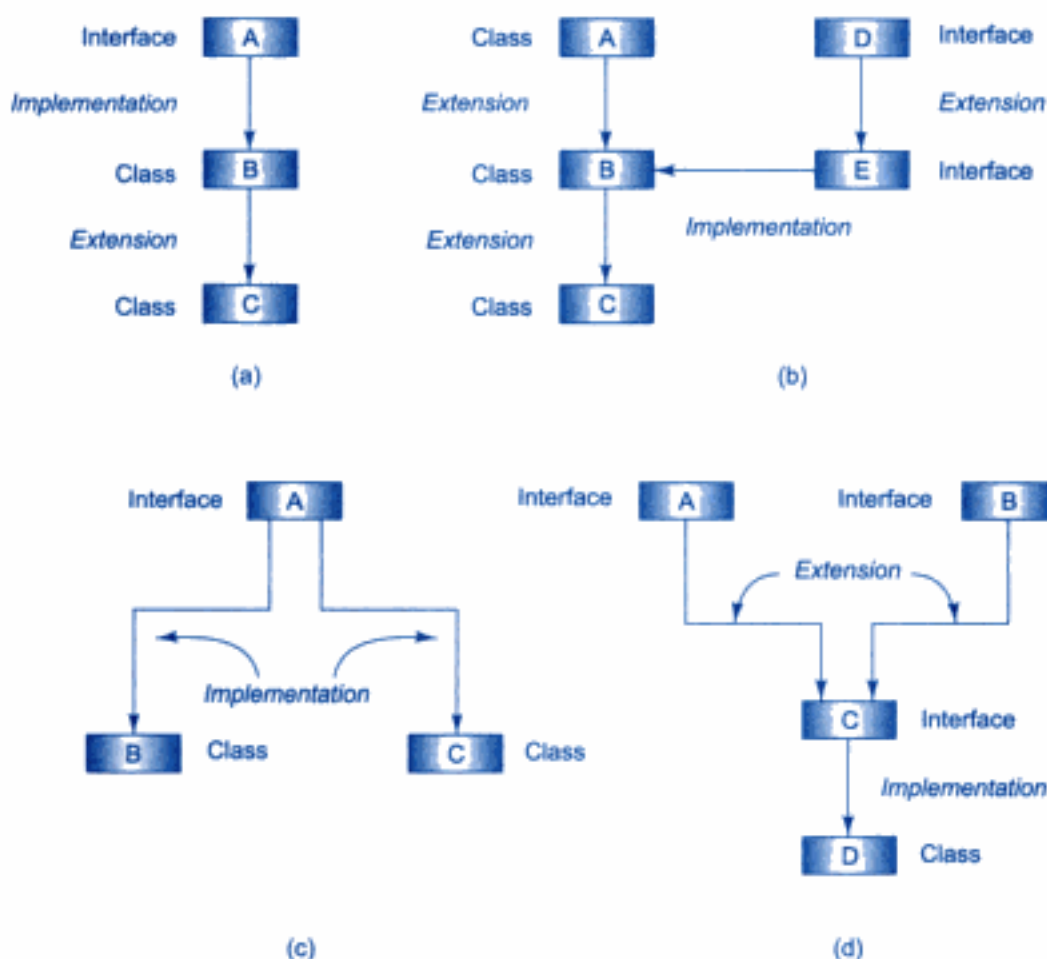 Interface A
Implementation
Class B
Extension
Class C
(a)
Class A
D Interface
Extension
Extension
Class B
E Interface
Implementation
Extension
Class C
(b)
Interface A
Implementation
B Class
C Class
(c)
Interface A
Interface B
Extension
C Interface
Implementation
D Class
(d)